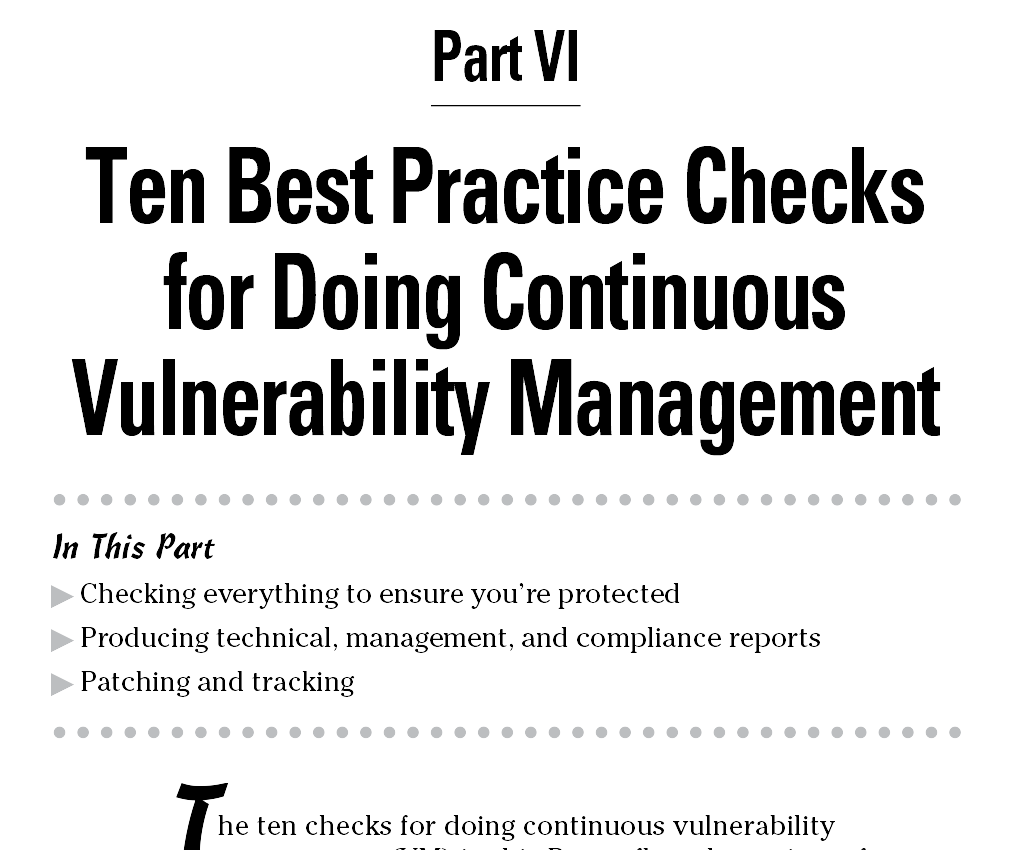 Part VI
Ten Best Practice Checks
for Doing Continuous
Vulnerability Management
In This Part
▶ Checking everything to ensure you’re protected
▶ Producing technical, management, and compliance reports
▶ Patching and tracking
The ten checks for doing continuous vulnerability